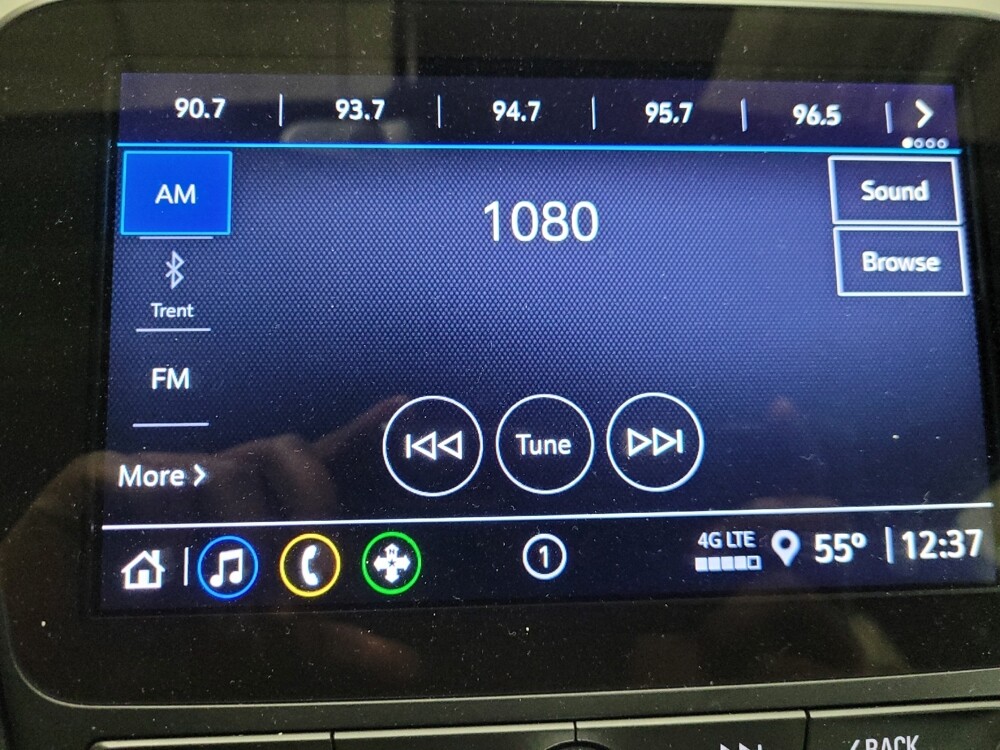 90.7 | 93.7 | 94.7 | 95.7 | 96.5 |
AM
1080
Sound
Browse
Trent
FM
Tune
More
N
1
4G LTE
55° | 12:37
BACK